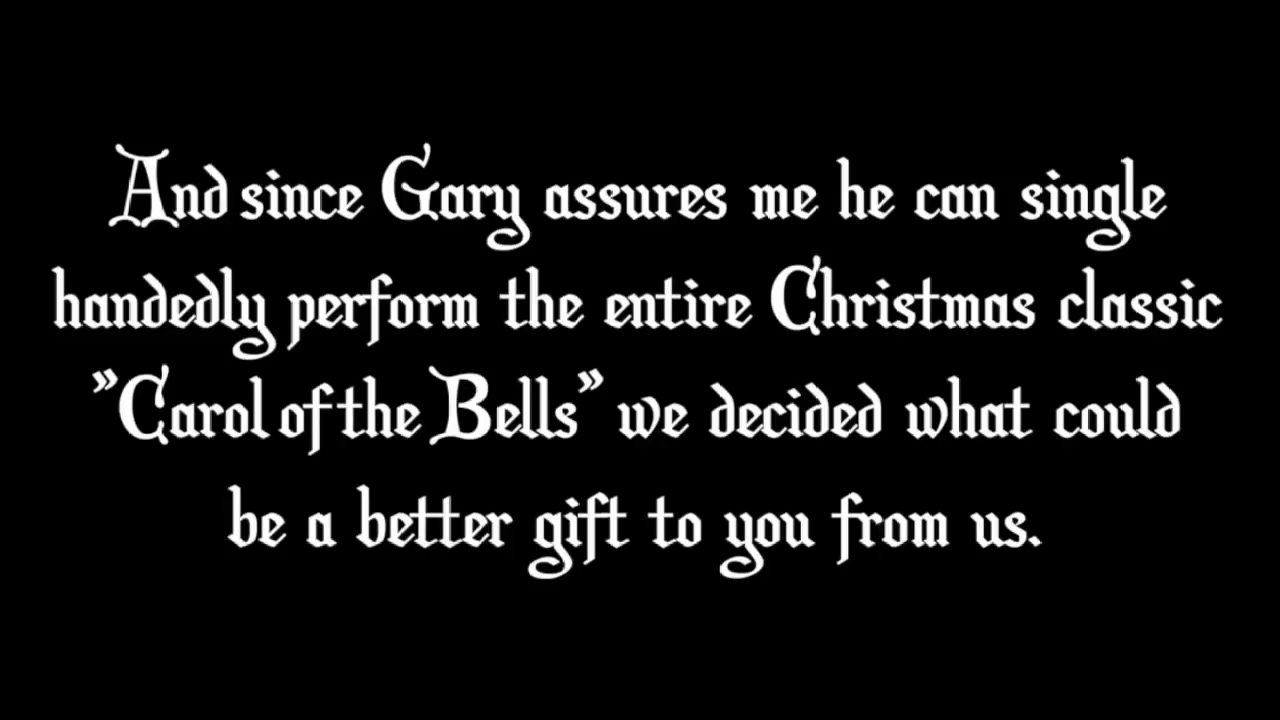 And since Gary assures me he can single
handedly perform the entire Christmas classic
”Carol of the Bells” we decided what could
be a better gift to you from us.